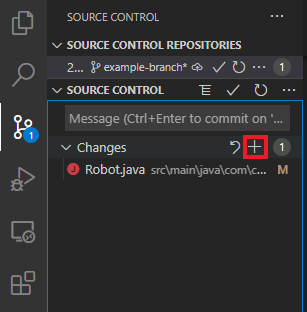 SOURCE CONTROL
SOURCE CONTROL REPOSITORIES
2... example-branch* 1
SOURCE CONTROL
Message (Ctrl+Enter to commit on '...
1
Changes 1
Robot.java src\main\java\com\c... M